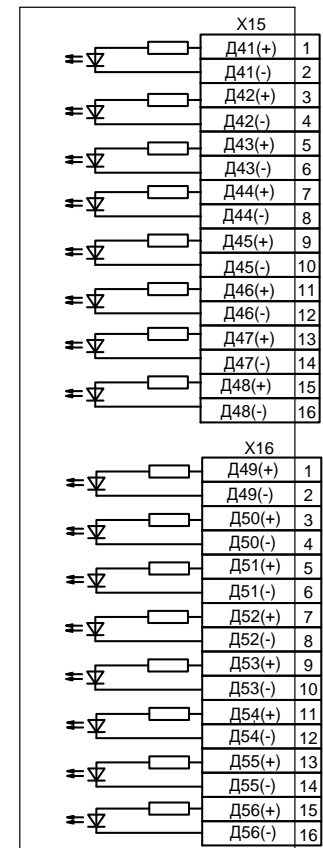 X15
Д41(+) 1
Д41(-) 2
Д42(+) 3
Д42(-) 4
Д43(+) 5
Д43(-) 6
Д44(+) 7
Д44(-) 8
Д45(+) 9
Д45(-) 10
Д46(+) 11
Д46(-) 12
Д47(+) 13
Д47(-) 14
Д48(+) 15
Д48(-) 16
X16
Д49(+) 1
Д49(-) 2
Д50(+) 3
Д50(-) 4
Д51(+) 5
Д51(-) 6
Д52(+) 7
Д52(-) 8
Д53(+) 9
Д53(-) 10
Д54(+) 11
Д54(-) 12
Д55(+) 13
Д55(-) 14
Д56(+) 15
Д56(-) 16